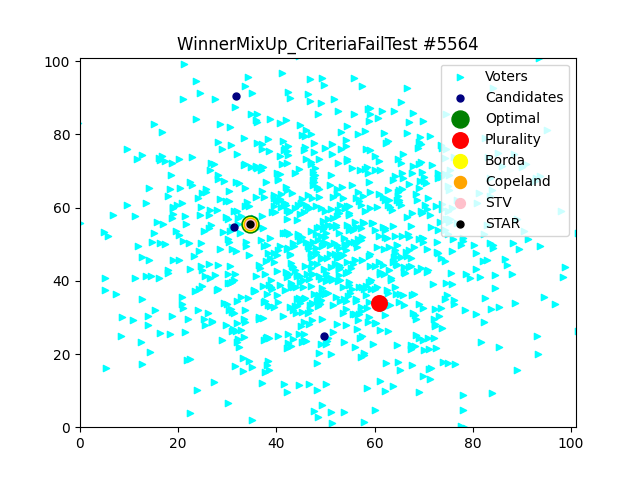 WinnerMixUp_CriteriaFailTest #5564
100
80
60
40
20
0
0 20 40 60 80 100
Voters
Candidates
Optimal
Plurality
Borda
Copeland
STV
STAR